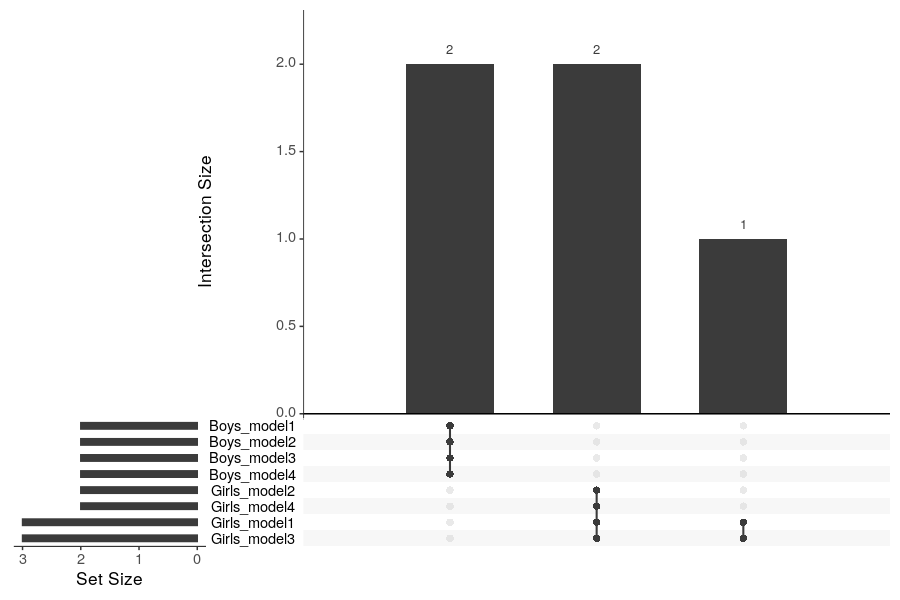 2
2
1
2.0
1.5
1.0
0.5
0.0
Intersection Size
Boys_model1
Boys_model2
Boys_model3
Boys_model4
Girls_model2
Girls_model4
Girls_model1
Girls_model3
3 2 1 0
Set Size